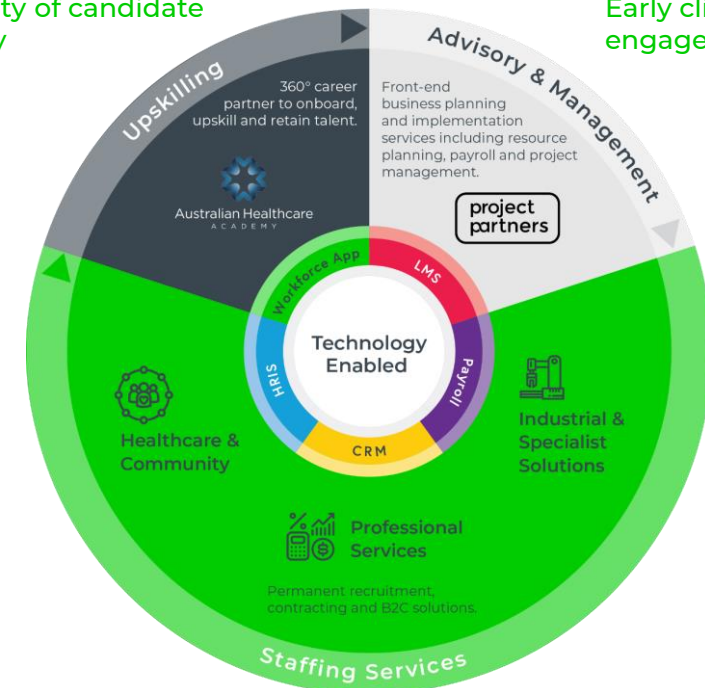 ty of candidate
y
Early cli
engage
Upskilling
360° career
partner to onboard,
upskill and retain talent.
Australian Healthcare
ACADEMY
Advisory & Management
Front-end
business planning
and implementation
services including resource
planning, payroll and project
management.
project
partners
Workforce App
LMS
HRIS
Payroll
CRM
Technology
Enabled
Healthcare &
Community
Industrial &
Specialist
Solutions
Professional
Services
Permanent recruitment,
contracting and B2C solutions.
Staffing Services